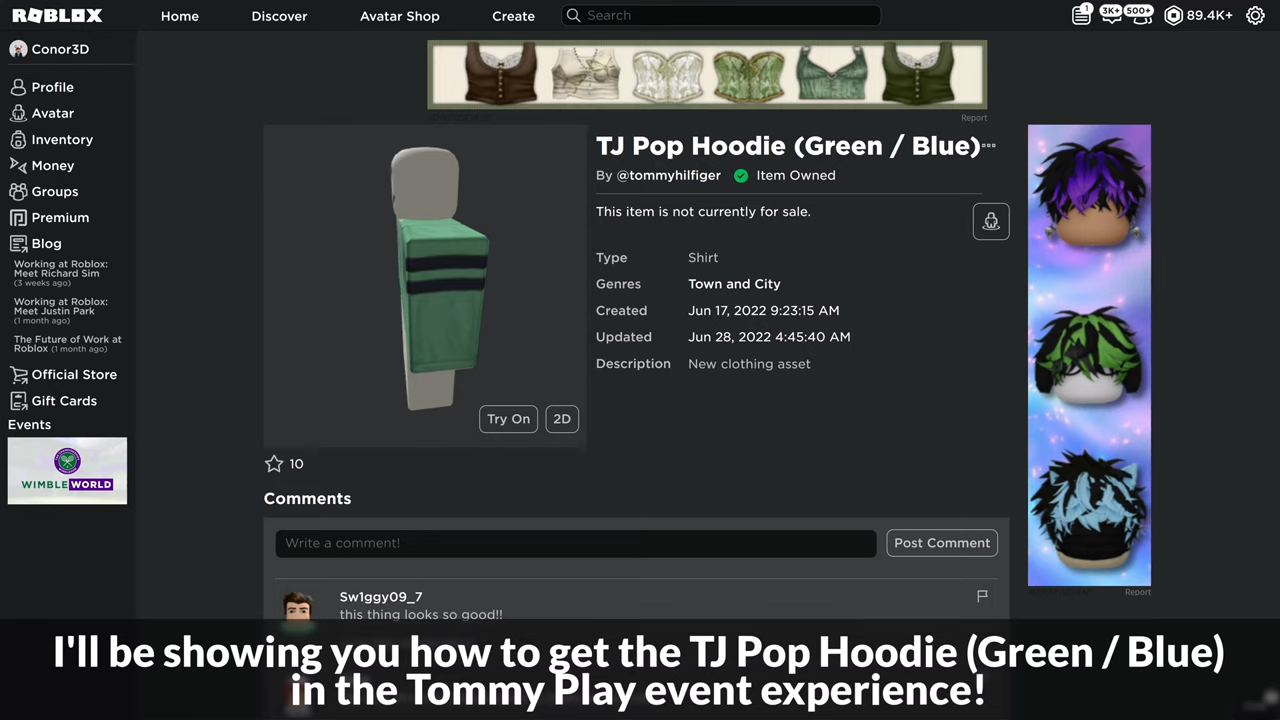 ROBLOX
Home
Discover
Avatar Shop
Create
Search
1
3K+
500+
89.4K+
Conor3D
Profile
Avatar
Inventory
Money
Groups
Premium
Blog
Working at Roblox:
Meet Richard Sim
(3 weeks ago)
Working at Roblox:
Meet Justin Park
(1 month ago)
The Future of Work at
Roblox (1 month ago)
Official Store
Gift Cards
Events
WIMBLEWORLD
Report
TJ Pop Hoodie (Green / Blue)
By @tommyhilfiger Item Owned
This item is not currently for sale.
Type Shirt
Genres Town and City
Created Jun 17, 2022 9:23:15 AM
Updated Jun 28, 2022 4:45:40 AM
Description New clothing asset
Try On
2D
10
Comments
Write a comment!
Post Comment
Sw1ggy09_7
this thing looks so good!!
Report
I'll be showing you how to get the TJ Pop Hoodie (Green / Blue)
in the Tommy Play event experience!